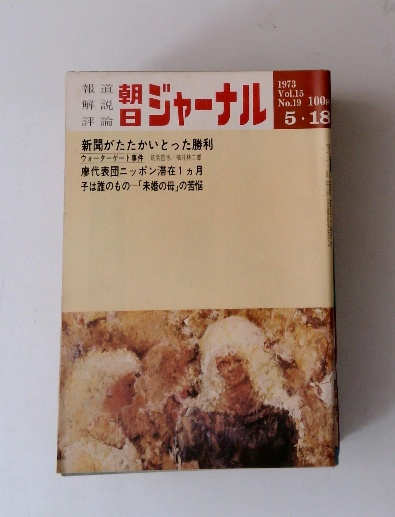 報道
解説
評論
朝日ジャーナル
1973
Vol.15
No.19 100円
5・18
新聞がたたかいとった勝利
ウォーターゲート事件
廖代表団ニッポン滞在1ヵ月
子は誰のもの―「未婚の母」の苦悩